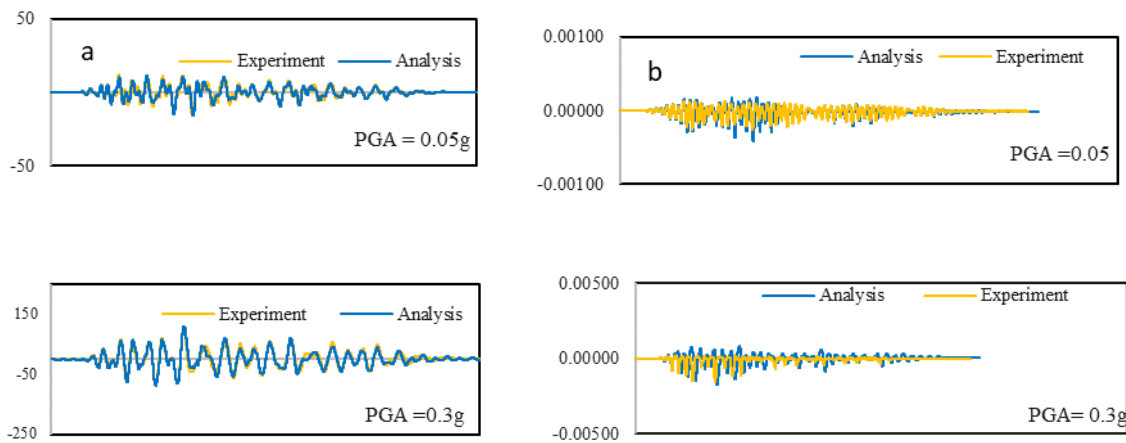 50
a
Experiment Analysis
PGA = 0.05g
-50
0.00100
Analysis Experiment
b
0.00000
PGA =0.05
-0.00100
150
Experiment Analysis
-50
PGA =0.3g
-250
0.00500
Analysis Experiment
0.00000
PGA= 0.3g
-0.00500